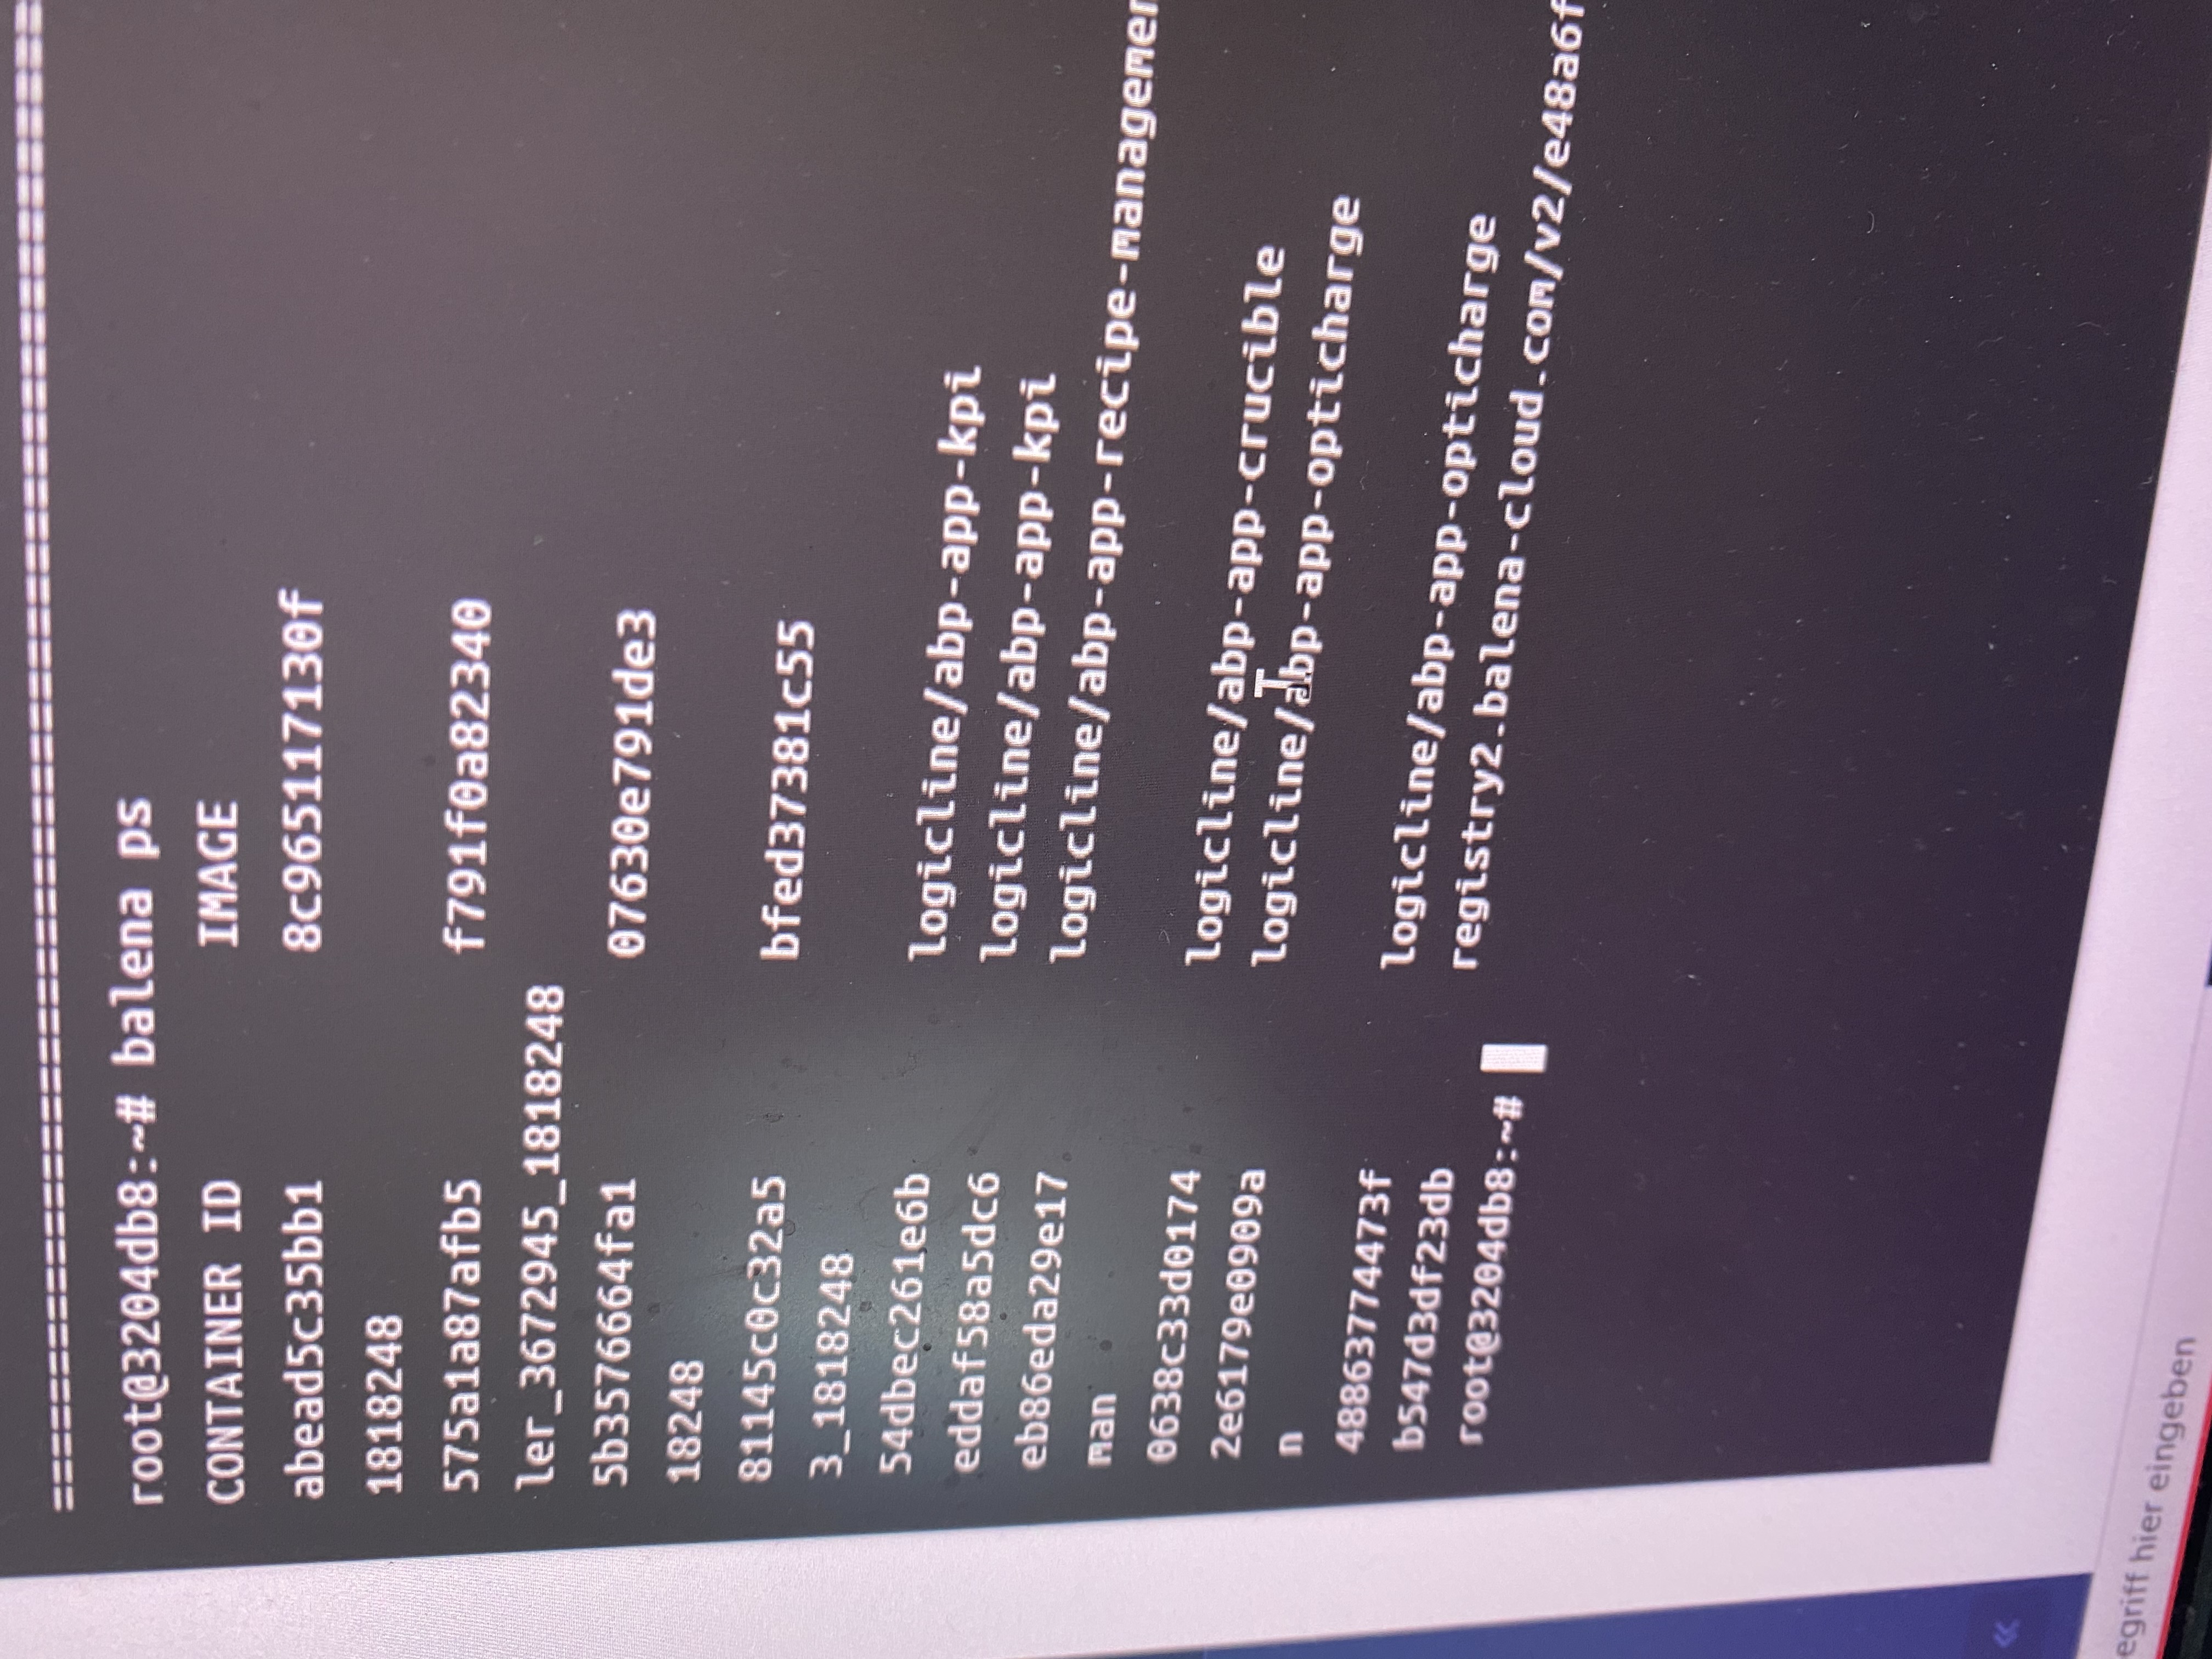 ==========================================================
root@3204db8:~# balena ps
CONTAINER ID IMAGE
abead5c35bb1 8c965117130f
1818248
575a1a87afb5 f791f0a82340
ler_3672945_1818248
5b3576664fa1 07630e791de3
18248
81145c0c32a5 bfed37381c55
3_1818248
54dbec261e6b logicline/abp-app-kpi
eddaf58a5dc6 logicline/abp-app-kpi
eb86eda29e17 logicline/abp-app-recipe-managemen
man
0638c33d0174 logicline/abp-app-crucible
2e6179e0909a logicline/abp-app-opticharge
n
48863774473f logicline/abp-app-opticharge
b547d3df23db registry2.balena-cloud.com/v2/e48a6f
root@3204db8:~#
«
egriff hier eingeben